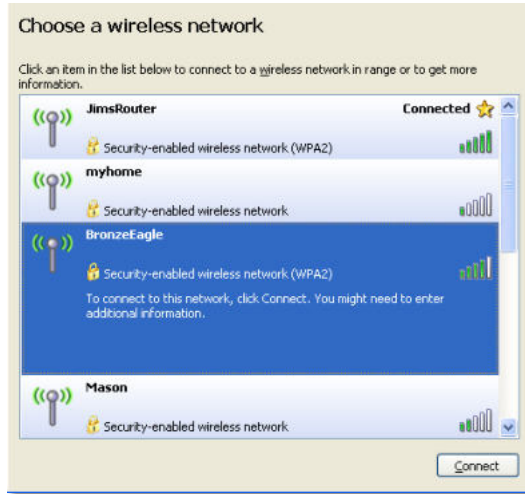 Choose a wireless network
Click an item in the list below to connect to a wireless network in range or to get more
information.
JimsRouter Connected
Security-enabled wireless network (WPA2)
myhome
Security-enabled wireless network
BronzeEagle
Security-enabled wireless network (WPA2)
To connect to this network, click Connect. You might need to enter
additional information.
Mason
Security-enabled wireless network
Connect